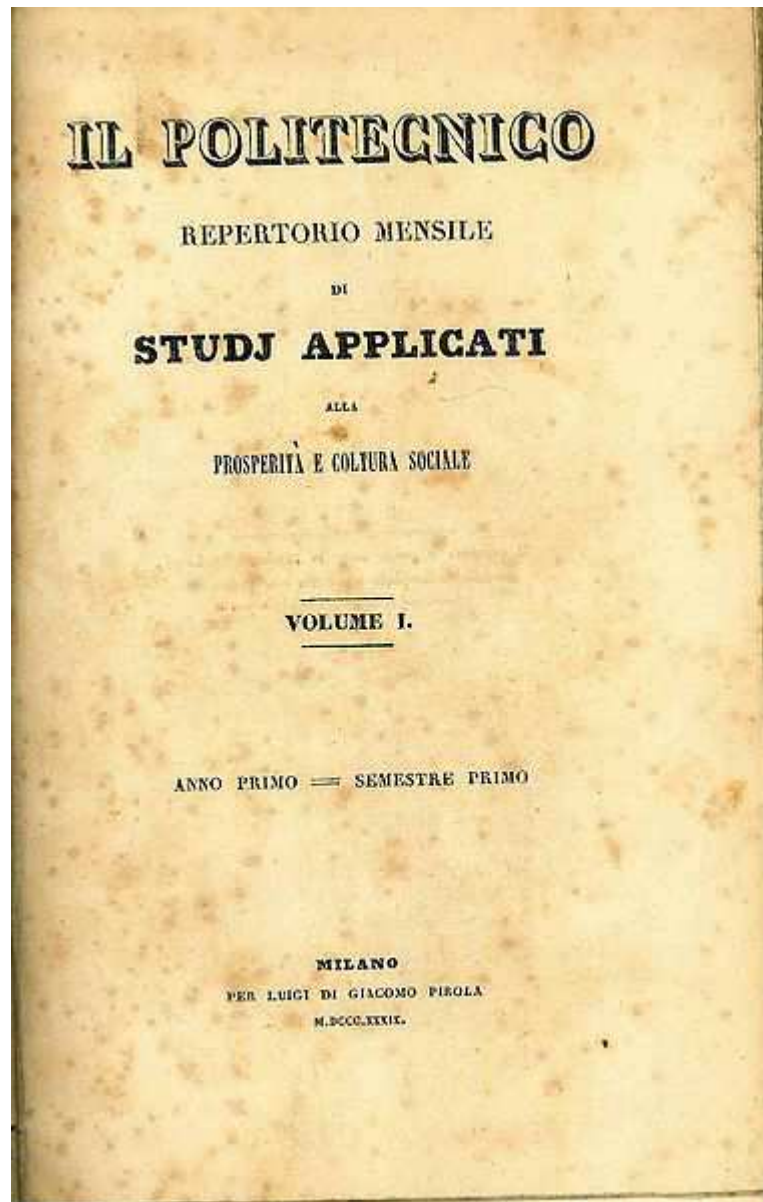 IL POLITECNICO
REPERTORIO MENSILE
DI
STUDJ APPLICATI
ALLA
PROSPERITÀ E COLTURA SOCIALE
VOLUME I.
ANNO PRIMO = SEMESTRE PRIMO
MILANO
PER LUIGI DI GIACOMO PIROLA
M.DCCC.XXXIX.